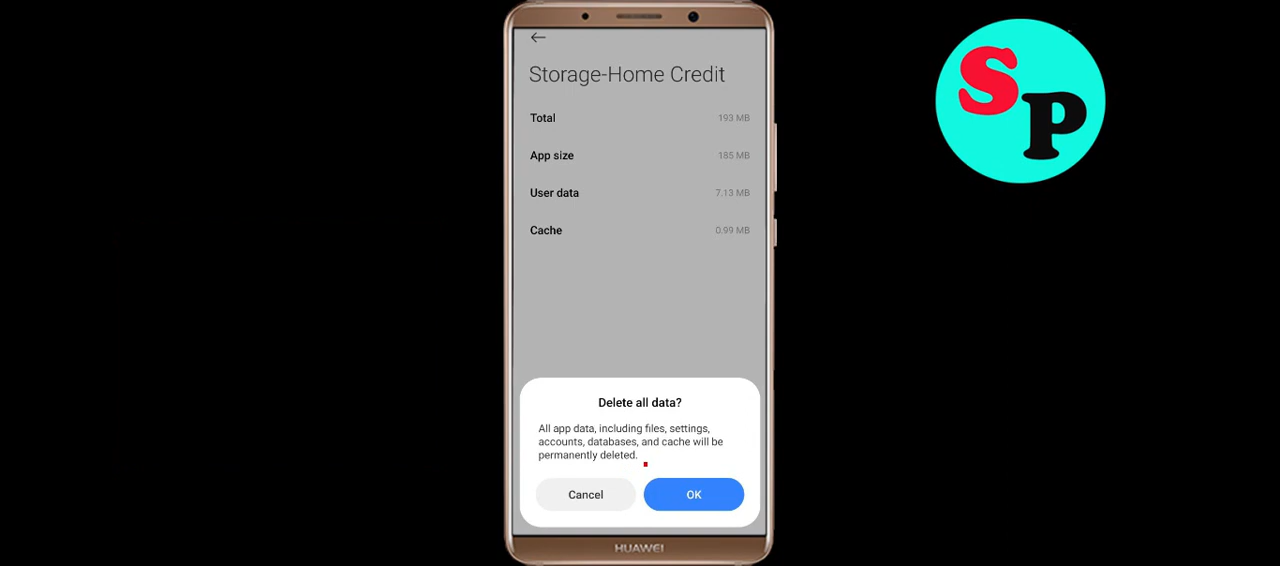 SP
Storage-Home Credit
Total 193 MB
App size 185 MB
User data 7.13 MB
Cache 0.99 MB
Delete all data?
All app data, including files, settings,
accounts, databases, and cache will be
permanently deleted.
Cancel OK
HUAWEI